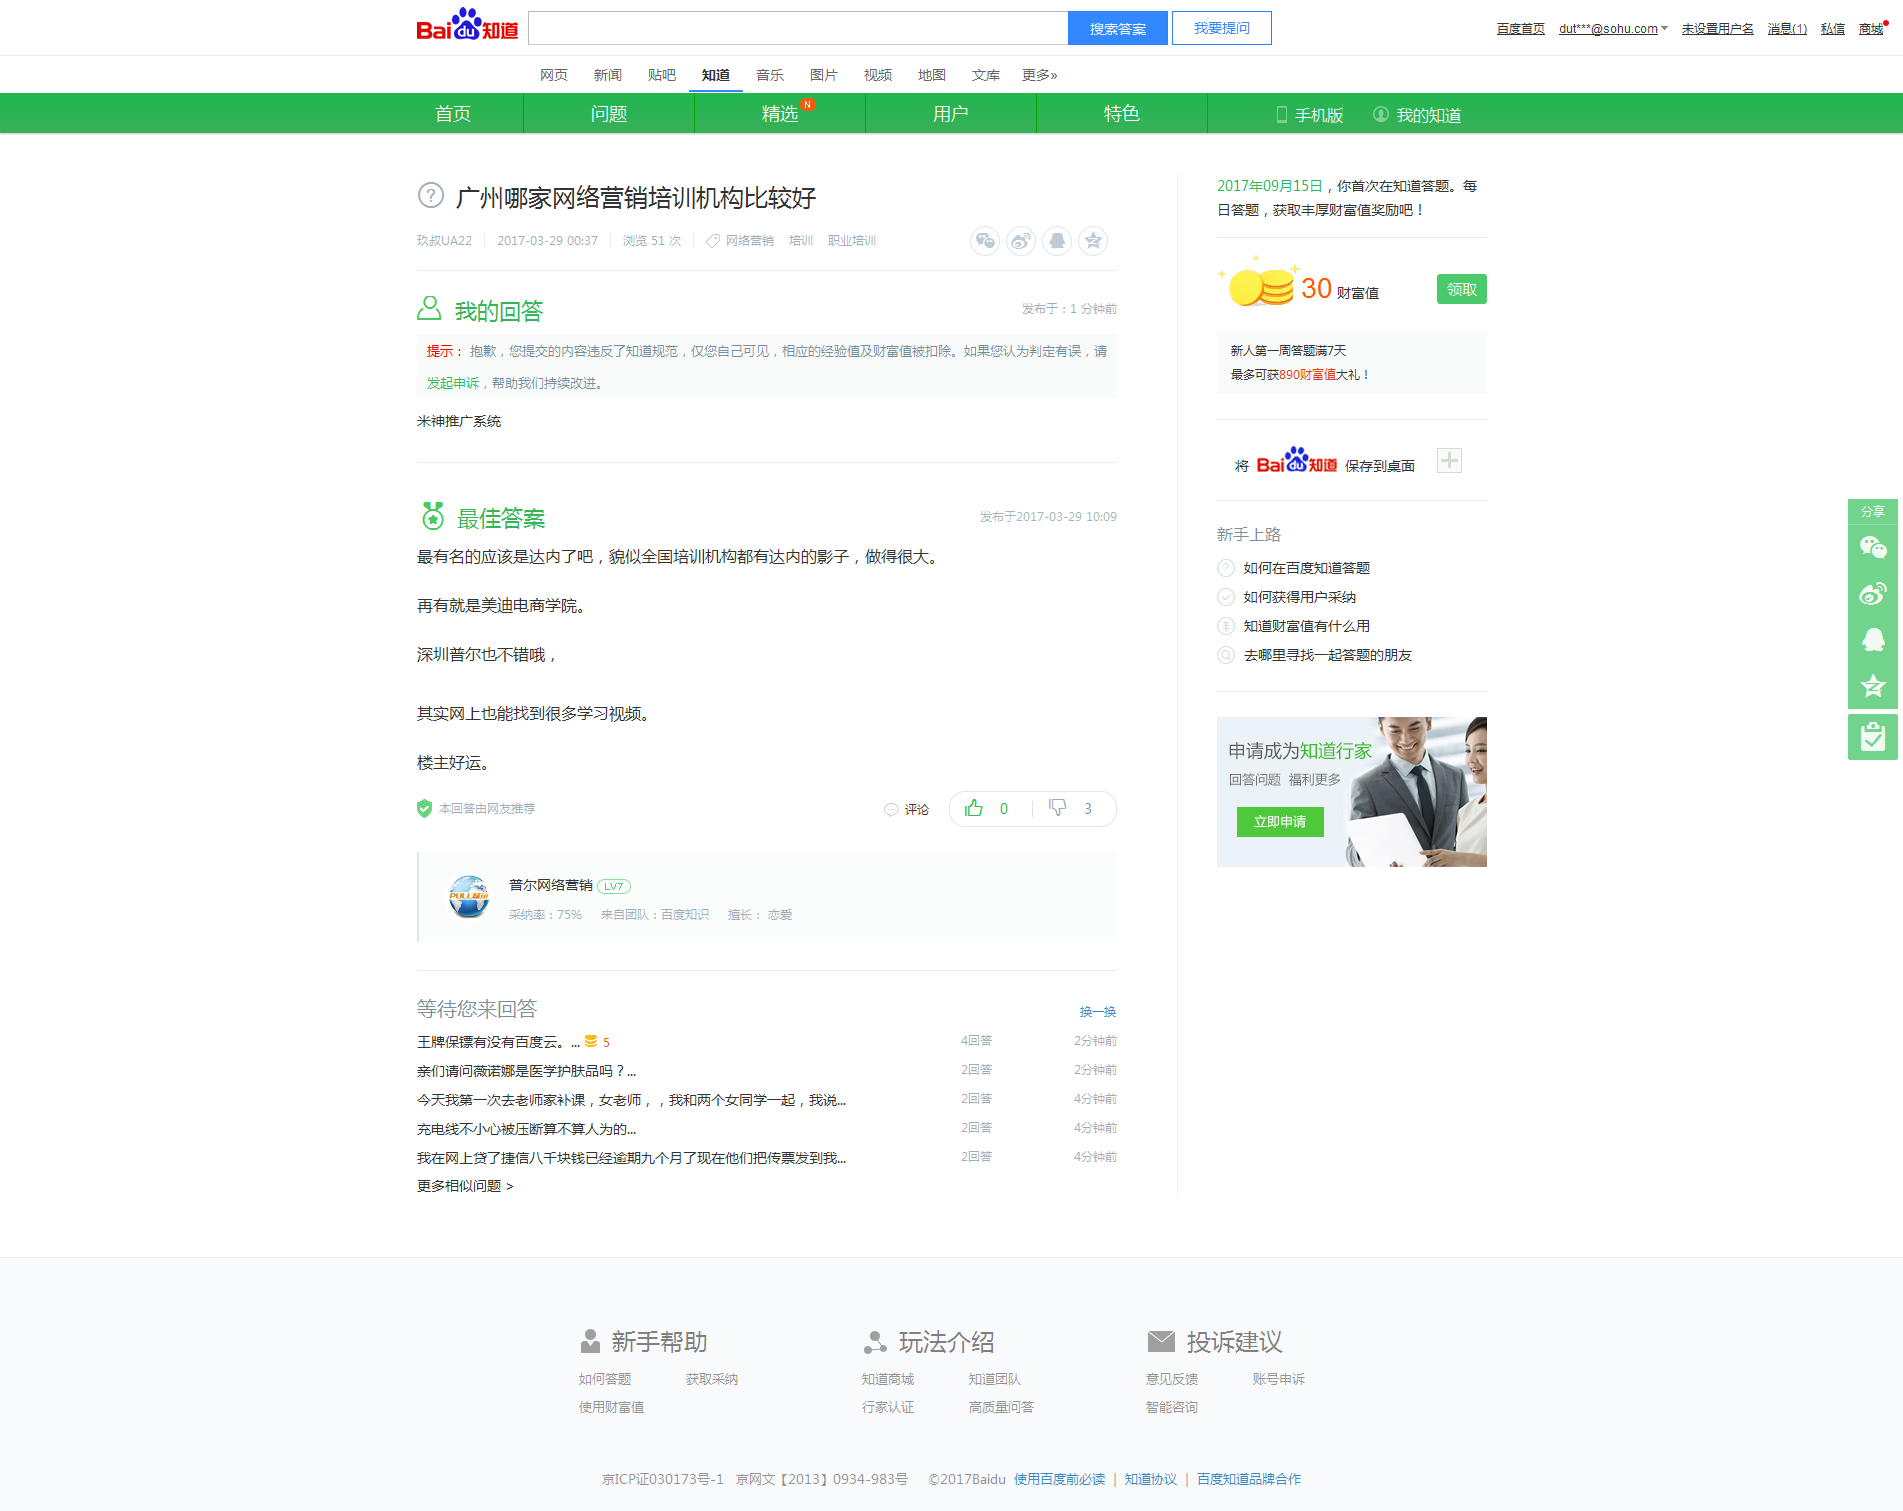 Bai du 知道
搜索答案
我要提问
百度首页 dut***@sohu.com 未设置用户名 消息(1) 私信 商城
网页 新闻 贴吧 知道 音乐 图片 视频 地图 文库 更多»
首页 问题 精选 N 用户 特色 手机版 我的知道
广州哪家网络营销培训机构比较好
玖叔UA22 2017-03-29 00:37 浏览 51 次 网络营销 培训 职业培训
我的回答
发布于：1 分钟前
提示： 抱歉，您提交的内容违反了知道规范，仅您自己可见，相应的经验值及财富值被扣除。如果您认为判定有误，请
发起申诉，帮助我们持续改进。
米神推广系统
最佳答案
发布于2017-03-29 10:09
最有名的应该是达内了吧，貌似全国培训机构都有达内的影子，做得很大。
再有就是美迪电商学院。
深圳普尔也不错哦，
其实网上也能找到很多学习视频。
楼主好运。
本回答由网友推荐
评论
0
3
普尔网络营销 LV7
采纳率：75% 来自团队：百度知识 擅长： 恋爱
等待您来回答
换一换
王牌保镖有没有百度云。... 5 4回答 2分钟前
亲们请问薇诺娜是医学护肤品吗？... 2回答 2分钟前
今天我第一次去老师家补课，女老师，，我和两个女同学一起，我说... 2回答 4分钟前
充电线不小心被压断算不算人为的... 2回答 4分钟前
我在网上贷了捷信八千块钱已经逾期九个月了现在他们把传票发到我... 2回答 4分钟前
更多相似问题 >
2017年09月15日，你首次在知道答题。每
日答题，获取丰厚财富值奖励吧！
30 财富值
领取
新人第一周答题满7天
最多可获890财富值大礼！
将 Bai du 知道 保存到桌面
新手上路
如何在百度知道答题
如何获得用户采纳
知道财富值有什么用
去哪里寻找一起答题的朋友
申请成为知道行家
回答问题 福利更多
立即申请
分享
新手帮助
如何答题 获取采纳
使用财富值
玩法介绍
知道商城 知道团队
行家认证 高质量问答
投诉建议
意见反馈 账号申诉
智能咨询
京ICP证030173号-1 京网文【2013】0934-983号 ©2017Baidu 使用百度前必读 | 知道协议 | 百度知道品牌合作